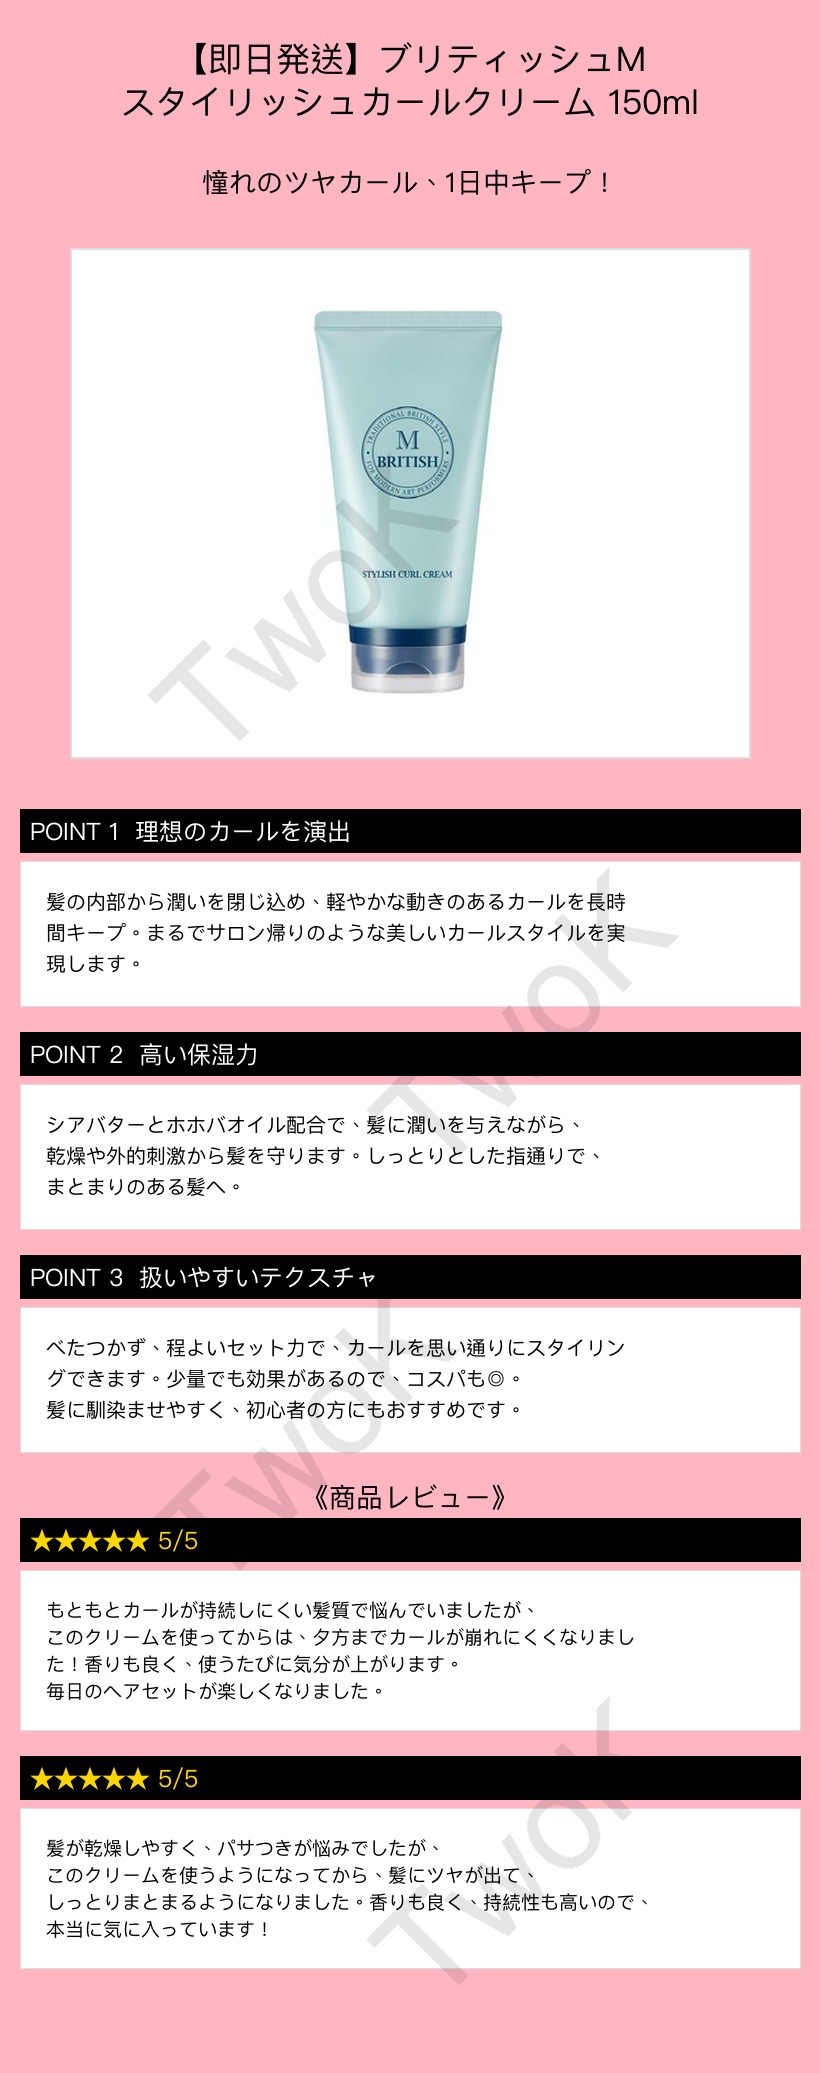 【即日発送】ブリティッシュM
スタイリッシュカールクリーム 150ml
憧れのツヤカール、1日中キープ！
TRADITIONAL BRITISH STYLE
M
BRITISH
FOR MODERN ART PERFORMERS
STYLISH CURL CREAM
TwoK
POINT 1 理想のカールを演出
髪の内部から潤いを閉じ込め、軽やかな動きのあるカールを長時
間キープ。まるでサロン帰りのような美しいカールスタイルを実
現します。
TwoK
POINT 2 高い保湿力
シアバターとホホバオイル配合で、髪に潤いを与えながら、
乾燥や外的刺激から髪を守ります。しっとりとした指通りで、
まとまりのある髪へ。
POINT 3 扱いやすいテクスチャ
べたつかず、程よいセット力で、カールを思い通りにスタイリン
グできます。少量でも効果があるので、コスパも◎。
髪に馴染ませやすく、初心者の方にもおすすめです。
TwoK
《商品レビュー》
★★★★★ 5/5
もともとカールが持続しにくい髪質で悩んでいましたが、
このクリームを使ってからは、夕方までカールが崩れにくくなりまし
た！香りも良く、使うたびに気分が上がります。
毎日のヘアセットが楽しくなりました。
★★★★★ 5/5
髪が乾燥しやすく、パサつきが悩みでしたが、
このクリームを使うようになってから、髪にツヤが出て、
しっとりまとまるようになりました。香りも良く、持続性も高いので、
本当に気に入っています！
TwoK